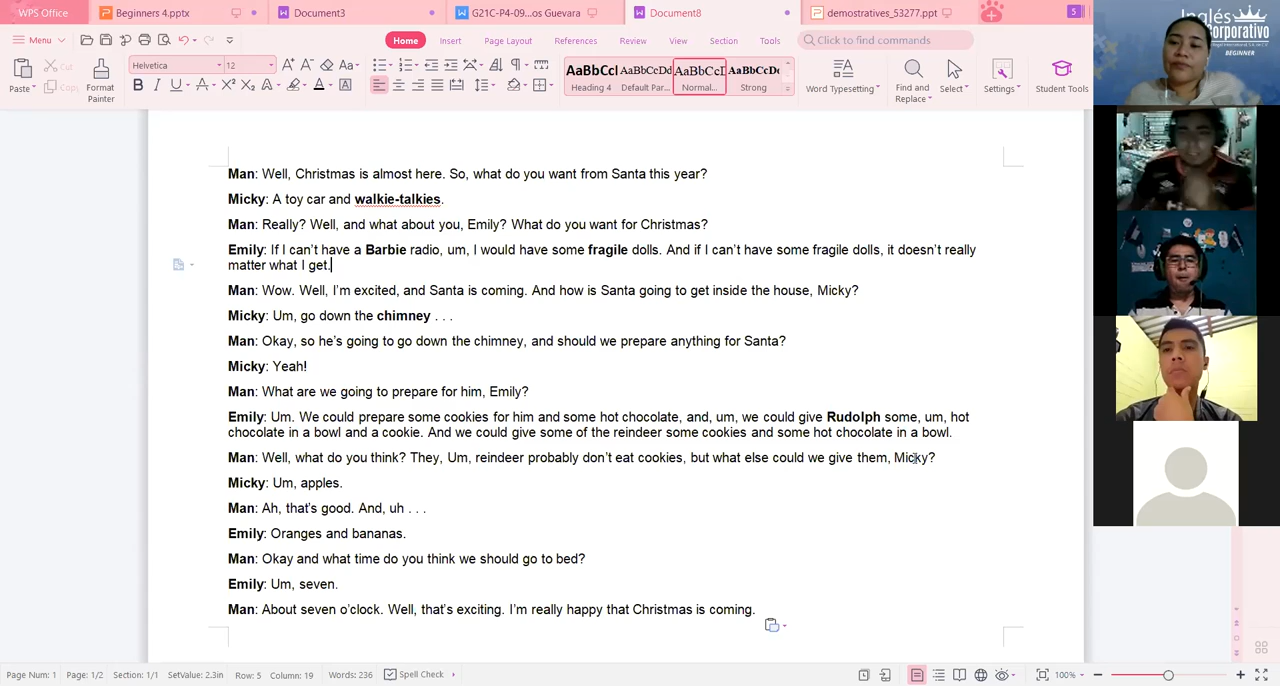 WPS Office
Beginners 4.pptx
Document3
G21C-P4-09...os Guevara
Document8
demostratives_53277.ppt
S
Menu
Home
Insert
Page Layout
References
Review
View
Section
Tools
Click to find commands
Paste
Cut
Copy
Format
Painter
Helvetica
12
B I U
AaBbCcI
Heading 4
AaBbCcDd
Default Par...
AaBbCcD
Normal...
AaBbCcDc
Strong
Word Typesetting
Find and
Replace
Select
Settings
Student Tools
Inglés
Corporativo
BEGINNER
Man: Well, Christmas is almost here. So, what do you want from Santa this year?
Micky: A toy car and walkie-talkies.
Man: Really? Well, and what about you, Emily? What do you want for Christmas?
Emily: If I can’t have a Barbie radio, um, I would have some fragile dolls. And if I can’t have some fragile dolls, it doesn’t really
matter what I get.
Man: Wow. Well, I’m excited, and Santa is coming. And how is Santa going to get inside the house, Micky?
Micky: Um, go down the chimney . . .
Man: Okay, so he’s going to go down the chimney, and should we prepare anything for Santa?
Micky: Yeah!
Man: What are we going to prepare for him, Emily?
Emily: Um. We could prepare some cookies for him and some hot chocolate, and, um, we could give Rudolph some, um, hot
chocolate in a bowl and a cookie. And we could give some of the reindeer some cookies and some hot chocolate in a bowl.
Man: Well, what do you think? They, Um, reindeer probably don’t eat cookies, but what else could we give them, Micky?
Micky: Um, apples.
Man: Ah, that’s good. And, uh . . .
Emily: Oranges and bananas.
Man: Okay and what time do you think we should go to bed?
Emily: Um, seven.
Man: About seven o’clock. Well, that’s exciting. I’m really happy that Christmas is coming.
Page Num: 1
Page: 1/2
Section: 1/1
SetValue: 2.3in
Row: 5
Column: 19
Words: 236
Spell Check
100%